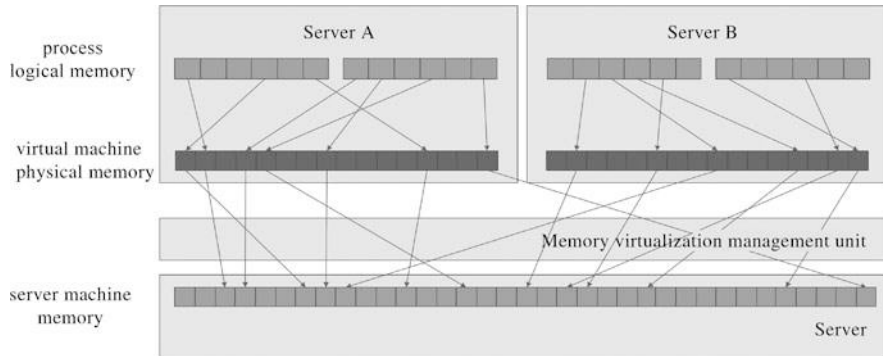 Server A
Server B
process
logical memory
virtual machine
physical memory
Memory virtualization management unit
server machine
memory
Server